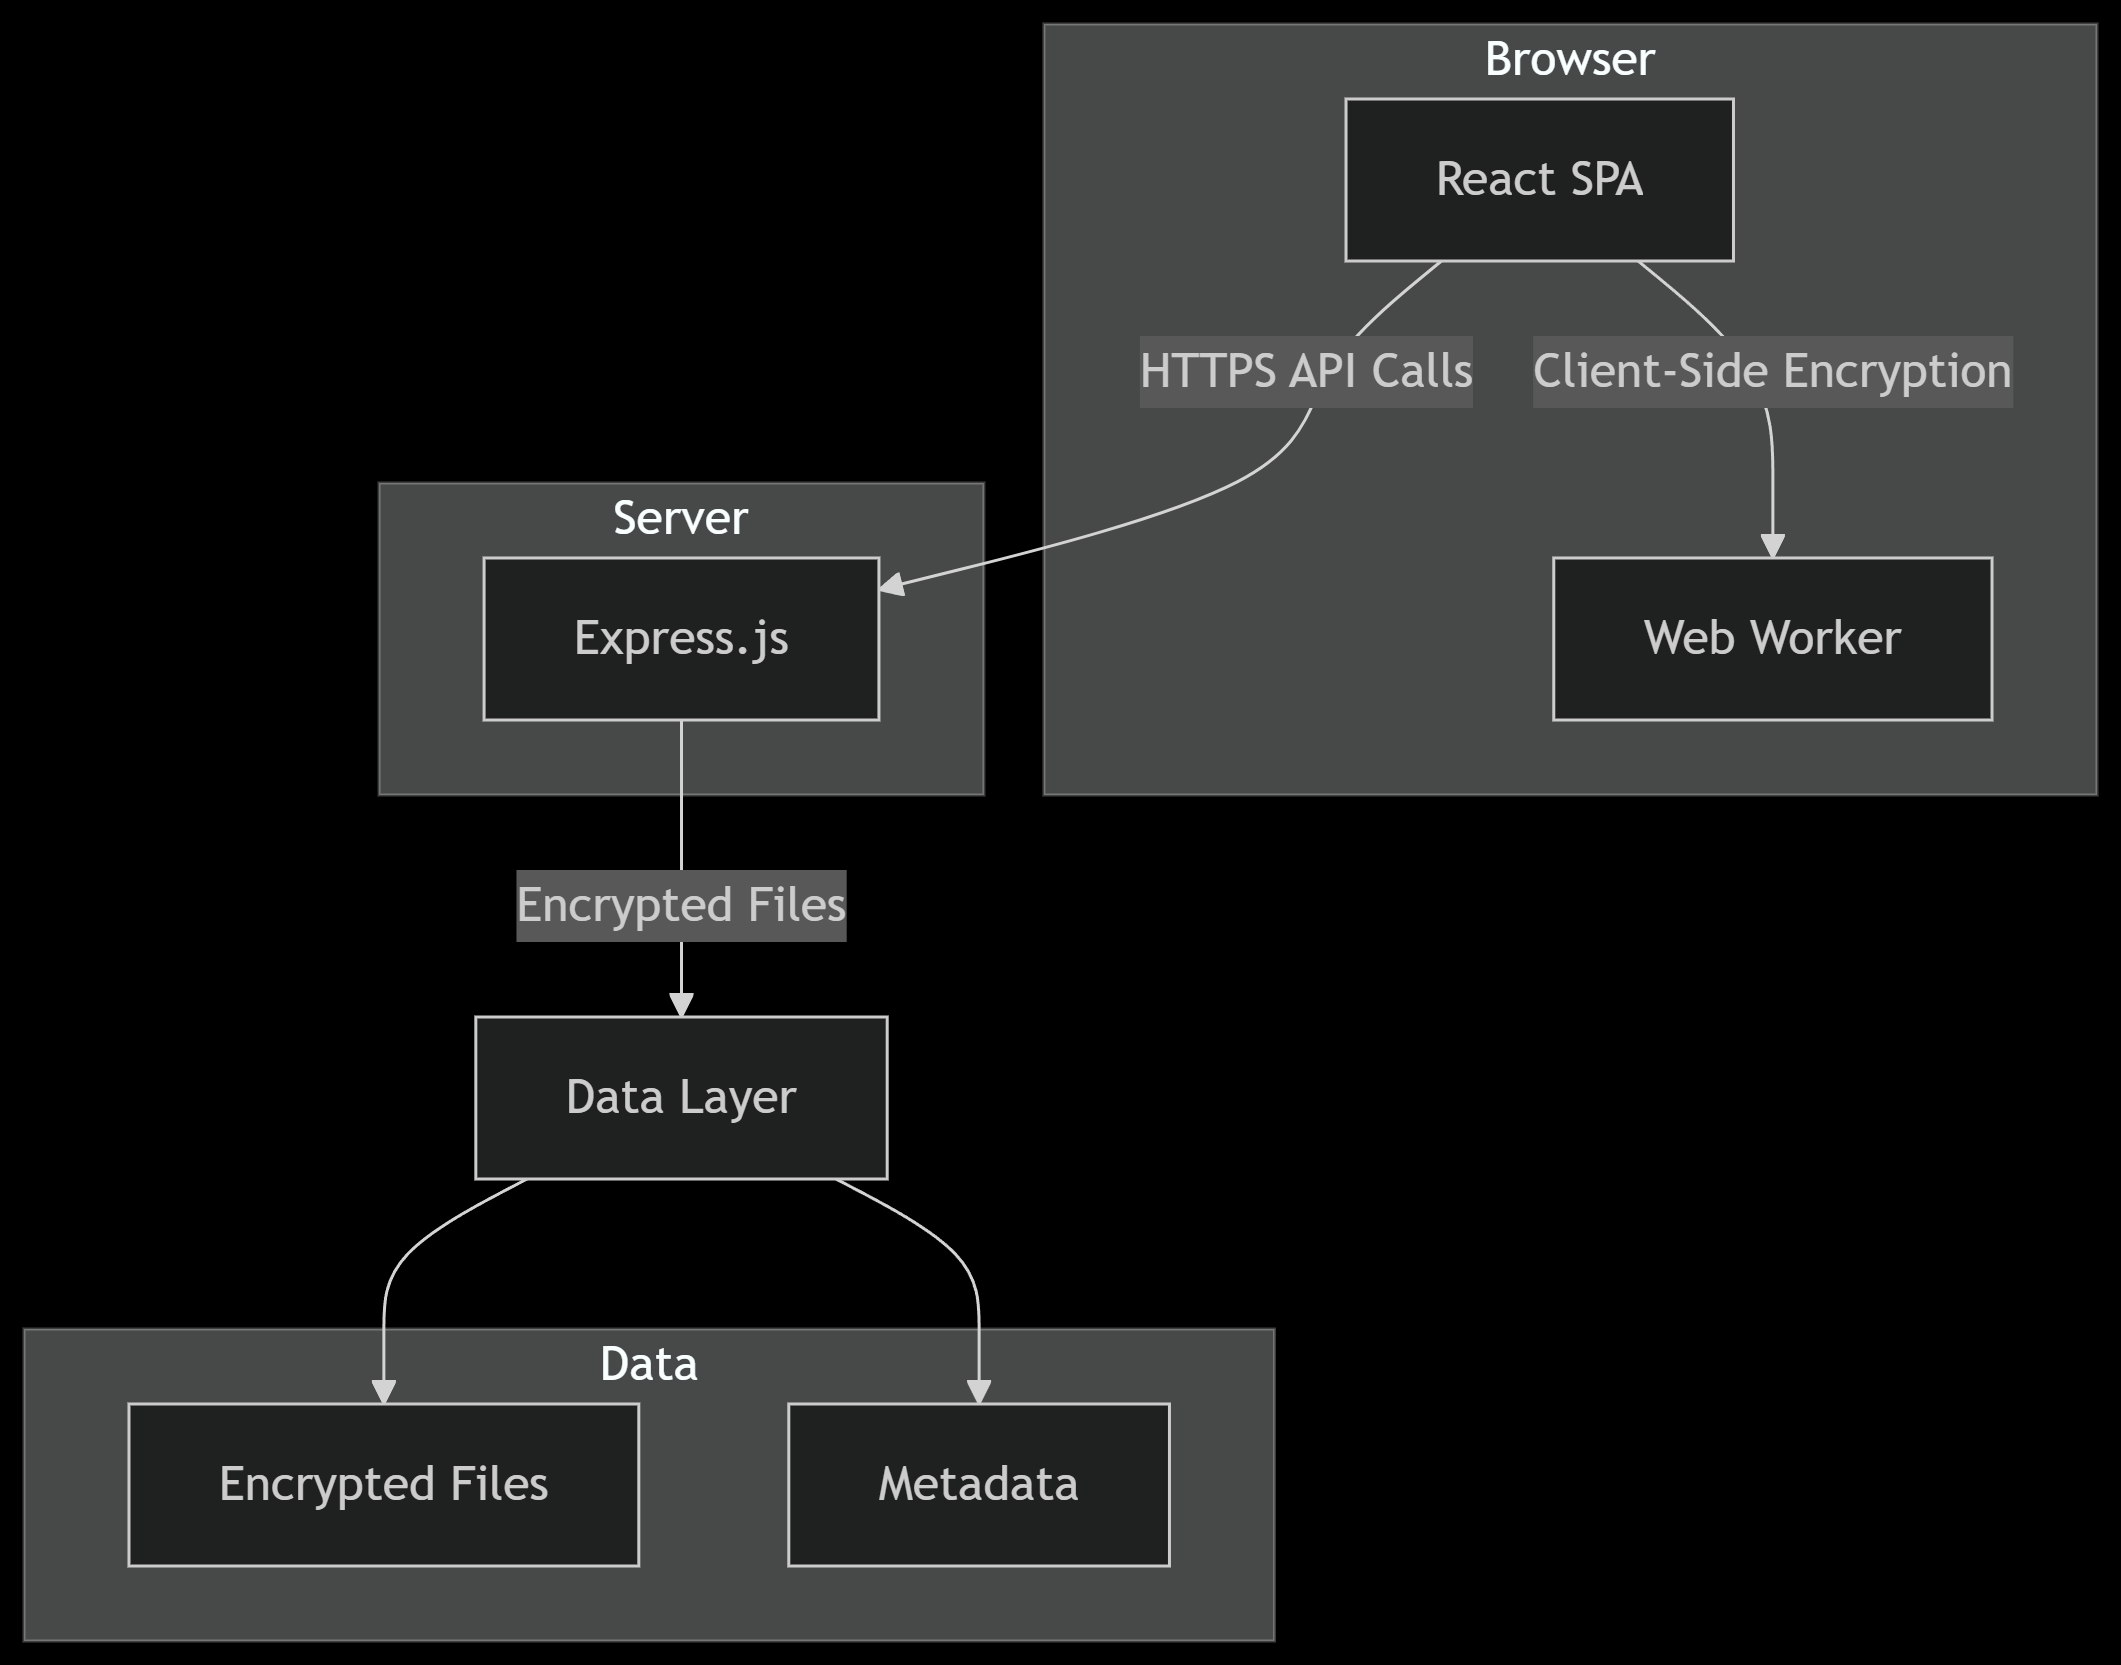 Browser
React SPA
HTTPS API Calls
Client-Side Encryption
Server
Express.js
Web Worker
Encrypted Files
Data Layer
Data
Encrypted Files
Metadata